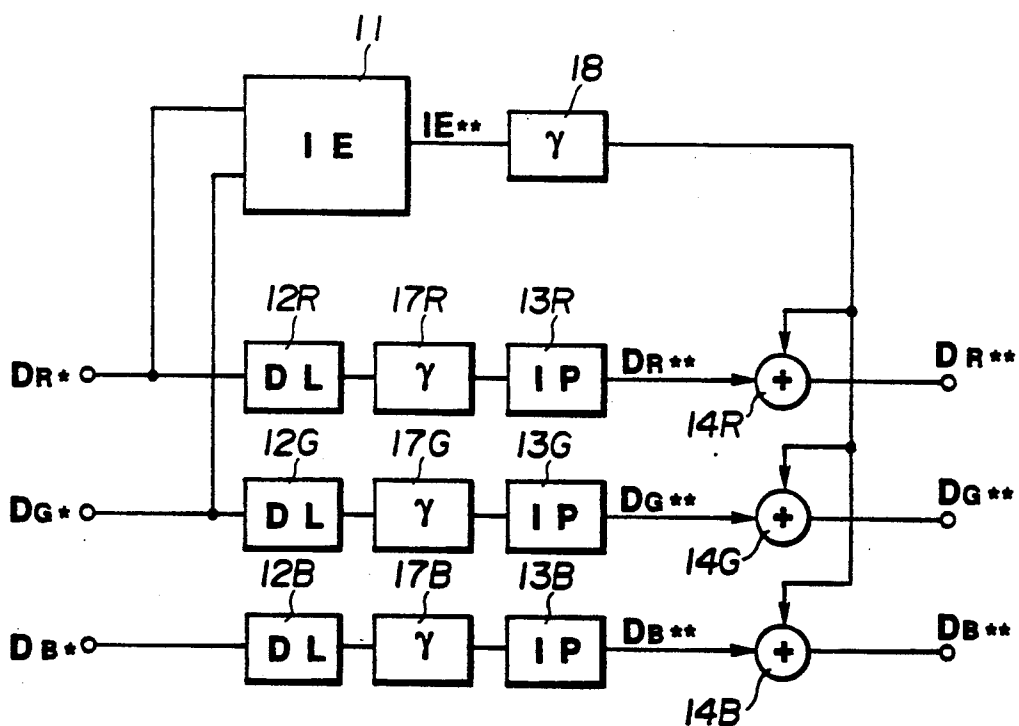 11
18
I E
IE**
γ
12R
17R
13R
DR*
D L
γ
I P
DR**
+
DR**
14R
12G
17G
13G
DG*
D L
γ
I P
DG**
+
DG**
14G
12B
17B
13B
DB*
D L
γ
I P
DB**
+
DB**
14B